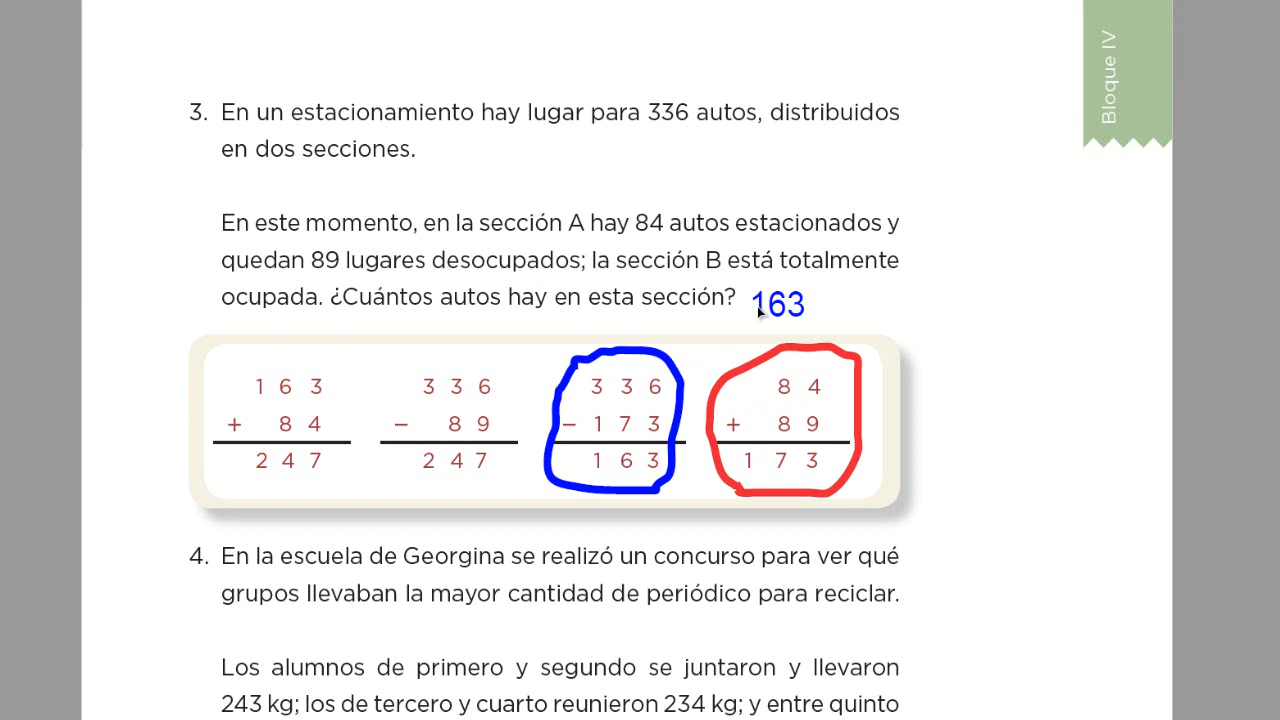 Bloque IV
3. En un estacionamiento hay lugar para 336 autos, distribuidos
en dos secciones.
En este momento, en la sección A hay 84 autos estacionados y
quedan 89 lugares desocupados; la sección B está totalmente
ocupada. ¿Cuántos autos hay en esta sección? 163
1 6 3
+ 8 4
2 4 7
3 3 6
− 8 9
2 4 7
3 3 6
− 1 7 3
1 6 3
8 4
+ 8 9
1 7 3
4. En la escuela de Georgina se realizó un concurso para ver qué
grupos llevaban la mayor cantidad de periódico para reciclar.
Los alumnos de primero y segundo se juntaron y llevaron
243 kg; los de tercero y cuarto reunieron 234 kg; y entre quinto